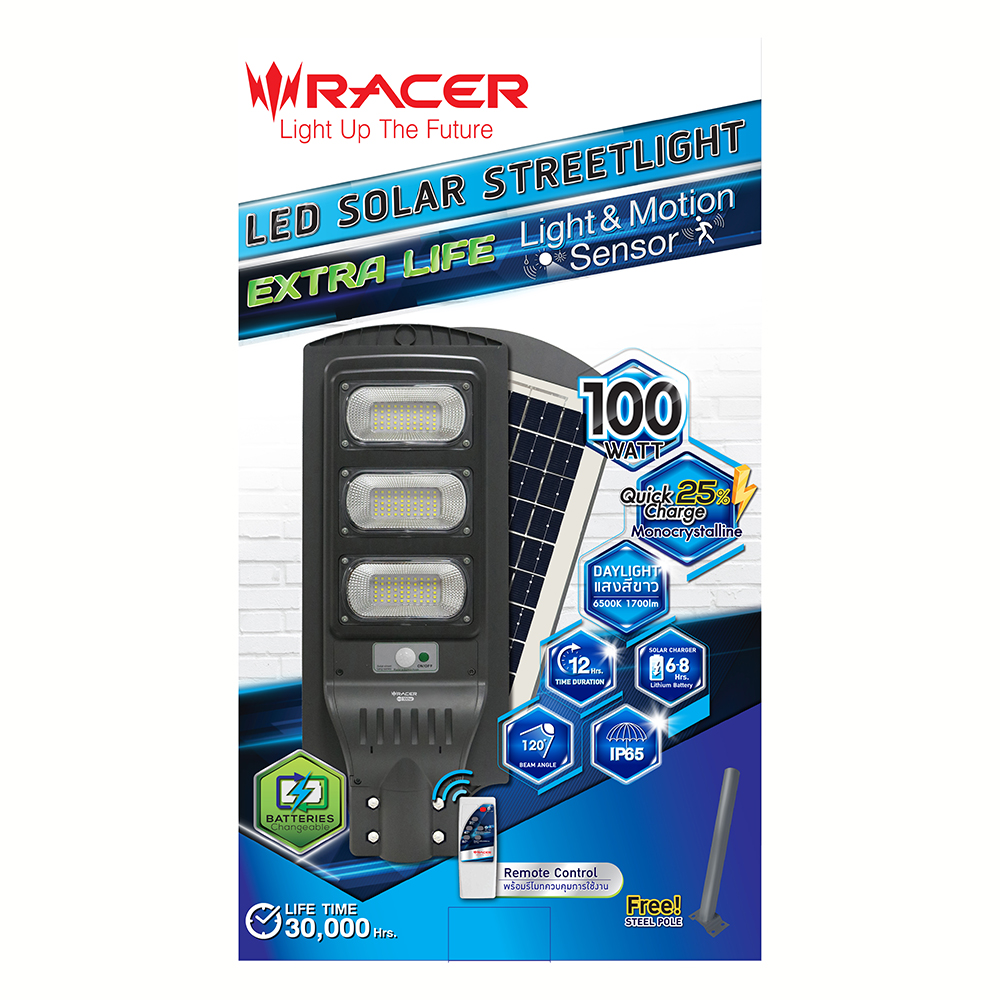 RACER
Light Up The Future
LED SOLAR STREETLIGHT
EXTRA LIFE
Light & Motion
Sensor
100
WATT
Quick 25%
Charge
Monocrystalline
DAYLIGHT
แสงสีขาว
6500K 1700lm
12 Hrs.
TIME DURATION
SOLAR CHARGER
6-8
Hrs.
Lithium Battery
120°
BEAM ANGLE
IP65
ON/OFF
RACER
BATTERIES
Changeable
RACER
Remote Control
พร้อมรีโมทควบคุมการใช้งาน
Free!
STEEL POLE
LIFE TIME
30,000 Hrs.